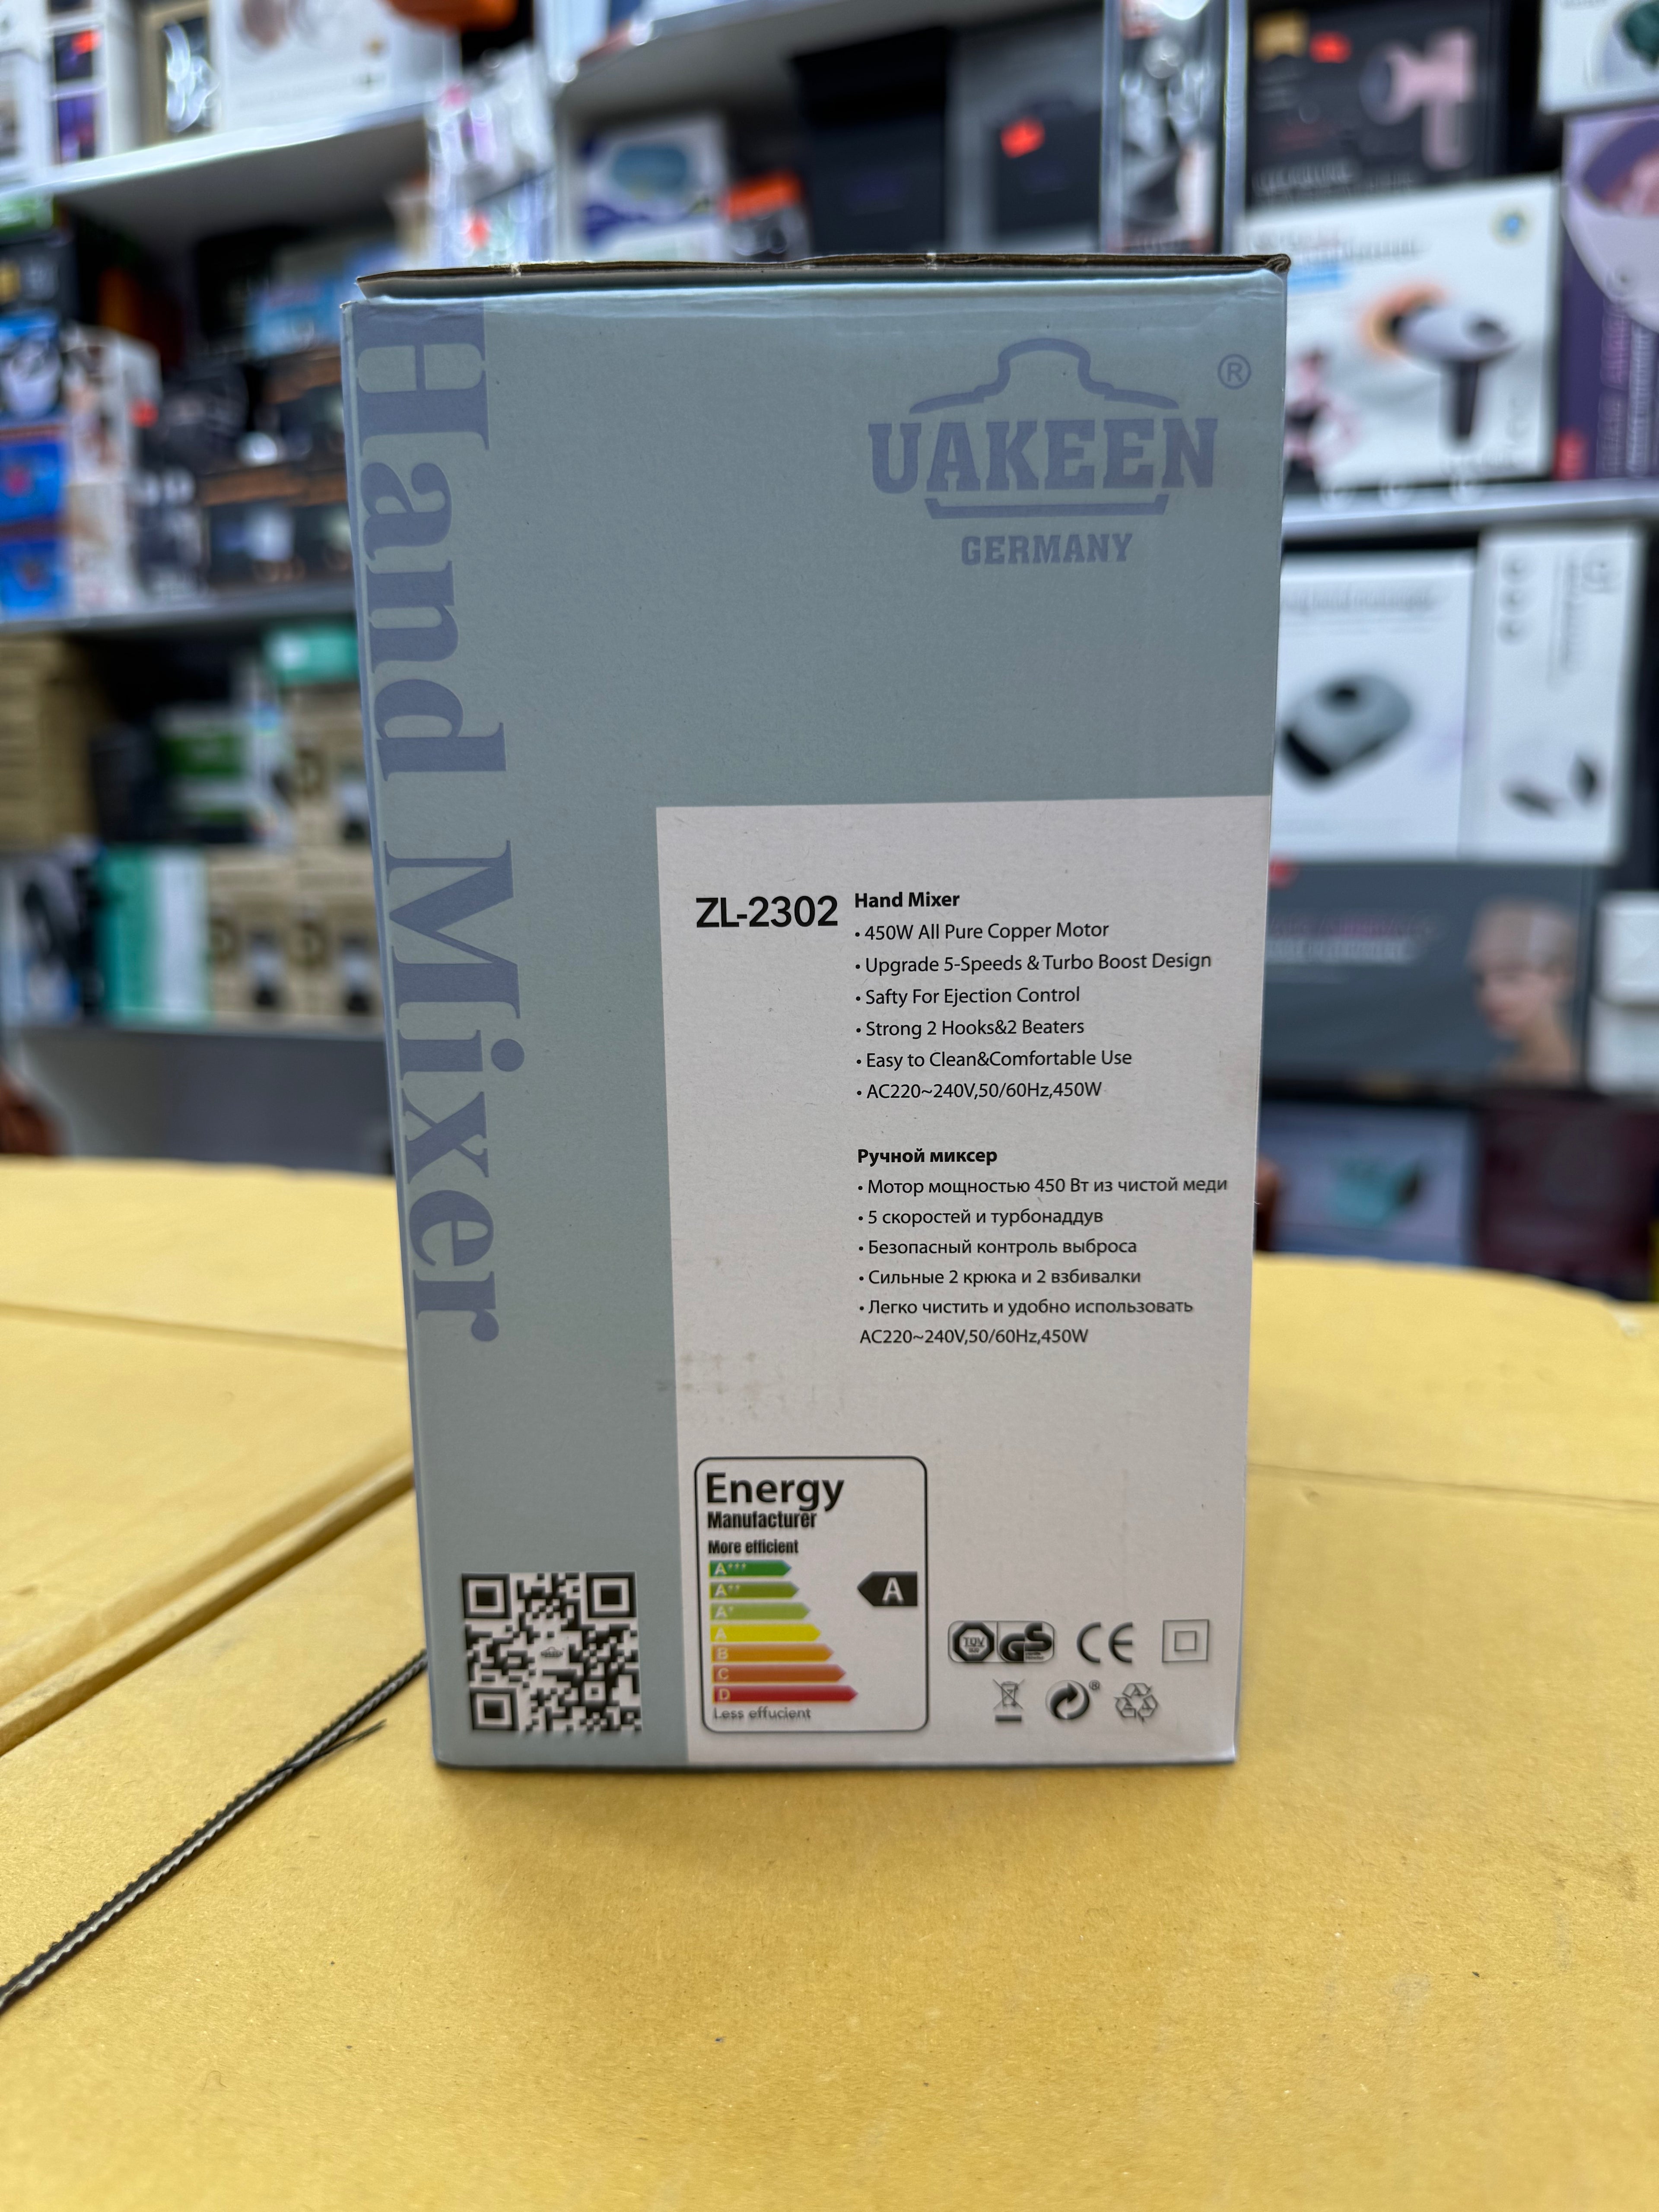 Hand Mixer
UAKEEN
®
GERMANY
ZL-2302
Hand Mixer
• 450W All Pure Copper Motor
• Upgrade 5-Speeds & Turbo Boost Design
• Safty For Ejection Control
• Strong 2 Hooks&2 Beaters
• Easy to Clean&Comfortable Use
• AC220~240V,50/60Hz,450W
Ручной миксер
• Мотор мощностью 450 Вт из чистой меди
• 5 скоростей и турбонаддув
• Безопасный контроль выброса
• Сильные 2 крюка и 2 взбивалки
• Легко чистить и удобно использовать
AC220~240V,50/60Hz,450W
Energy
Manufacturer
More efficient
A+++
A++
A+
A
B
C
D
A
Less effucient
TÜV
GS
CE
®